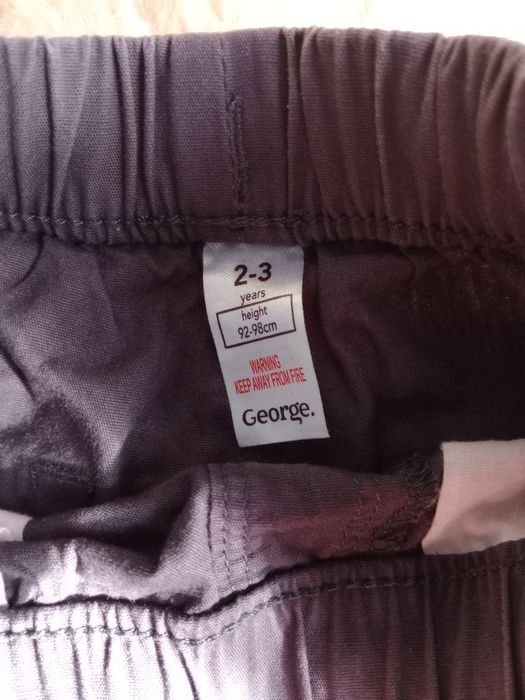 2-3
years
height
92-98cm
WARNING
KEEP AWAY FROM FIRE
George.